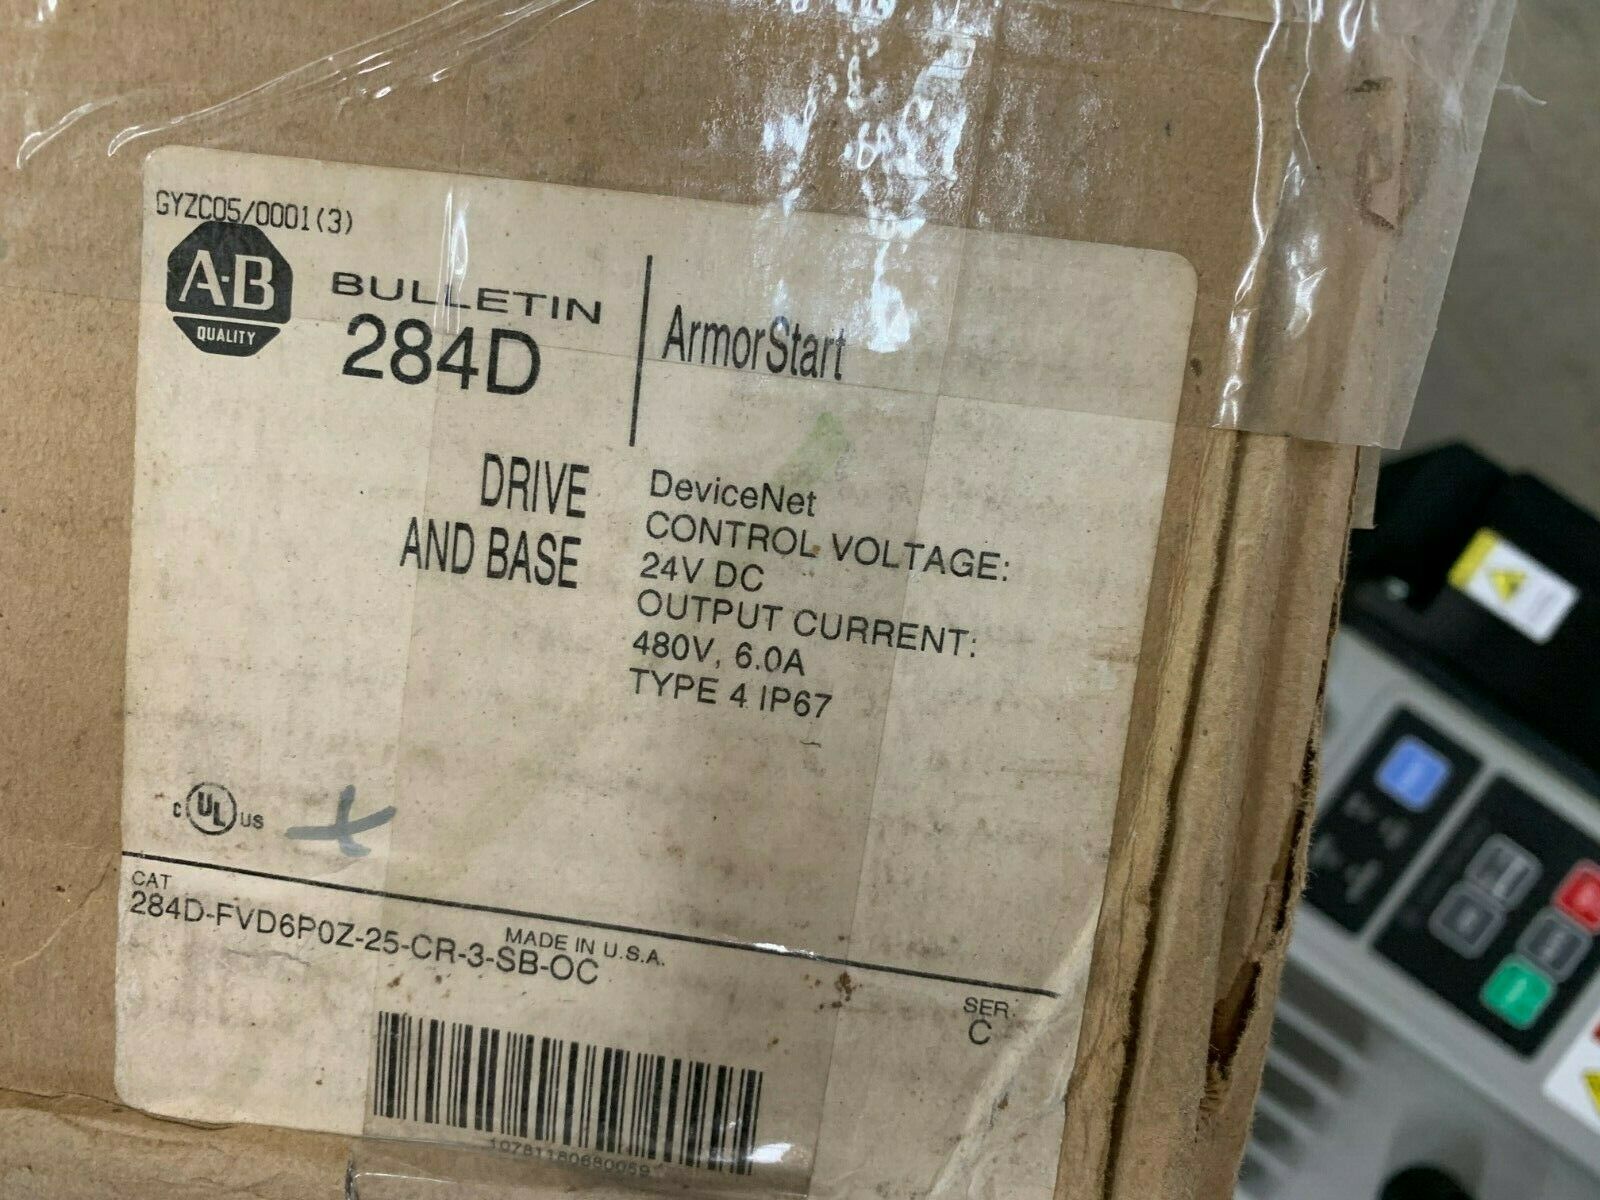 GYZC05/0001(3)
A-B
QUALITY
BULLETIN
284D
ArmorStart
DRIVE
AND BASE
DeviceNet
CONTROL VOLTAGE:
24V DC
OUTPUT CURRENT:
480V, 6.0A
TYPE 4 IP67
C UL US
CAT
284D-FVD6P0Z-25-CR-3-SB-OC
MADE IN U.S.A.
SER.
C
10781180680059